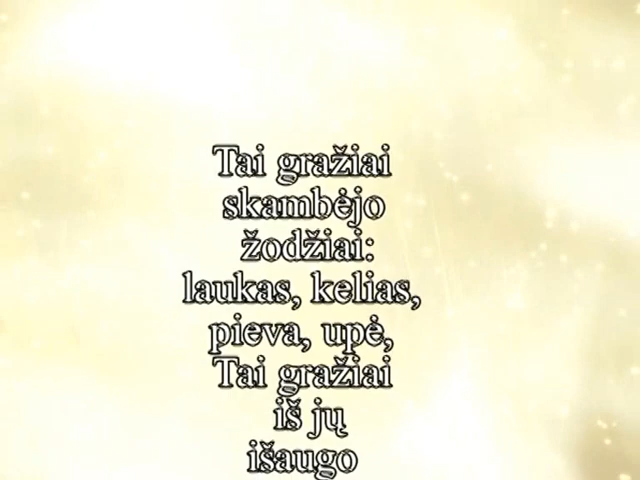 Tai gražiai
skambėjo
žodžiai:
laukas, kelias,
pieva, upė,
Tai gražiai
iš jų
išaugo